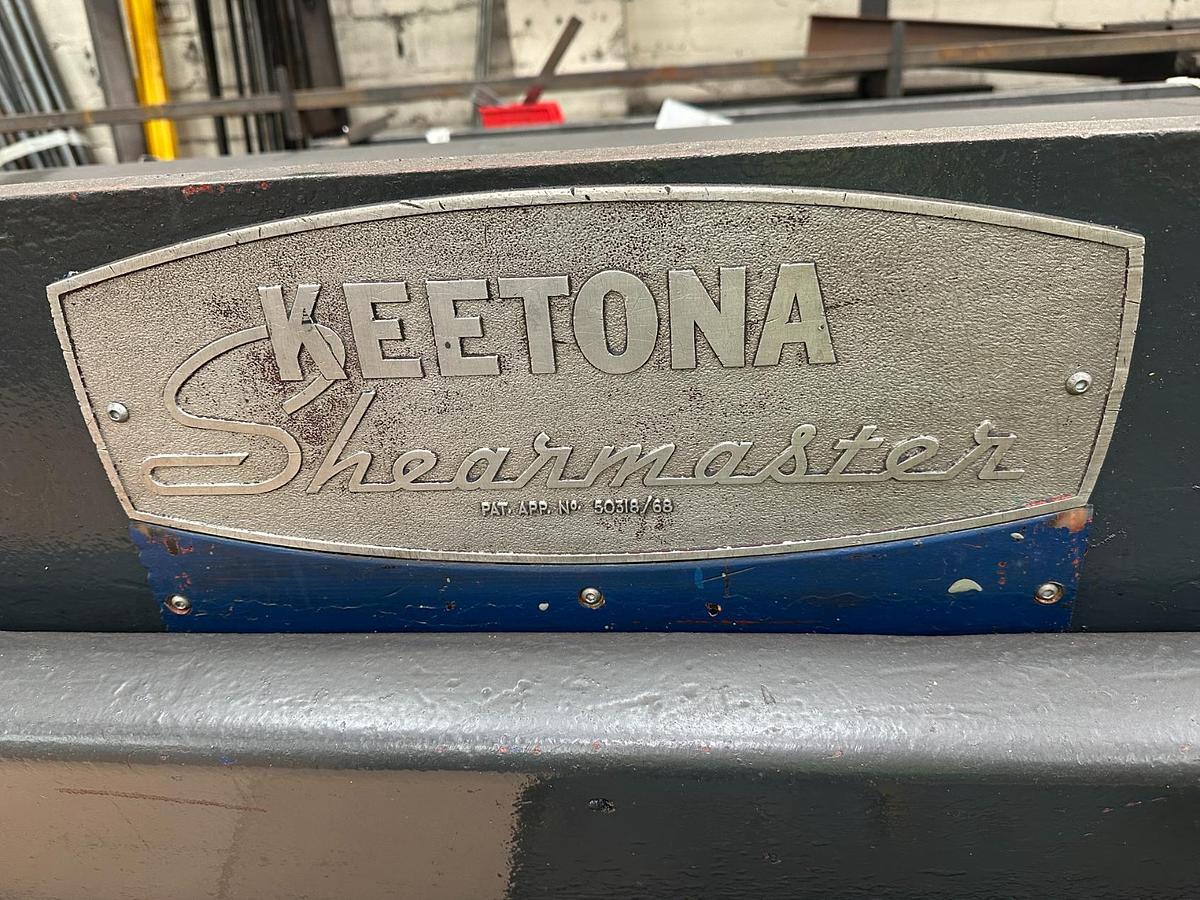 KEETONA
Shearmaster
PAT. APP. No. 50318/68